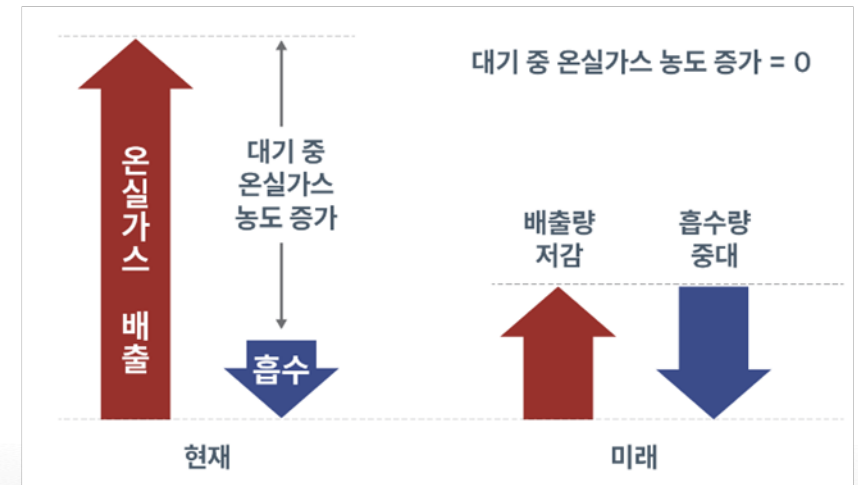 온실가스 배출
대기 중
온실가스
농도 증가
흡수
현재
대기 중 온실가스 농도 증가 = 0
배출량
저감
흡수량
중대
미래